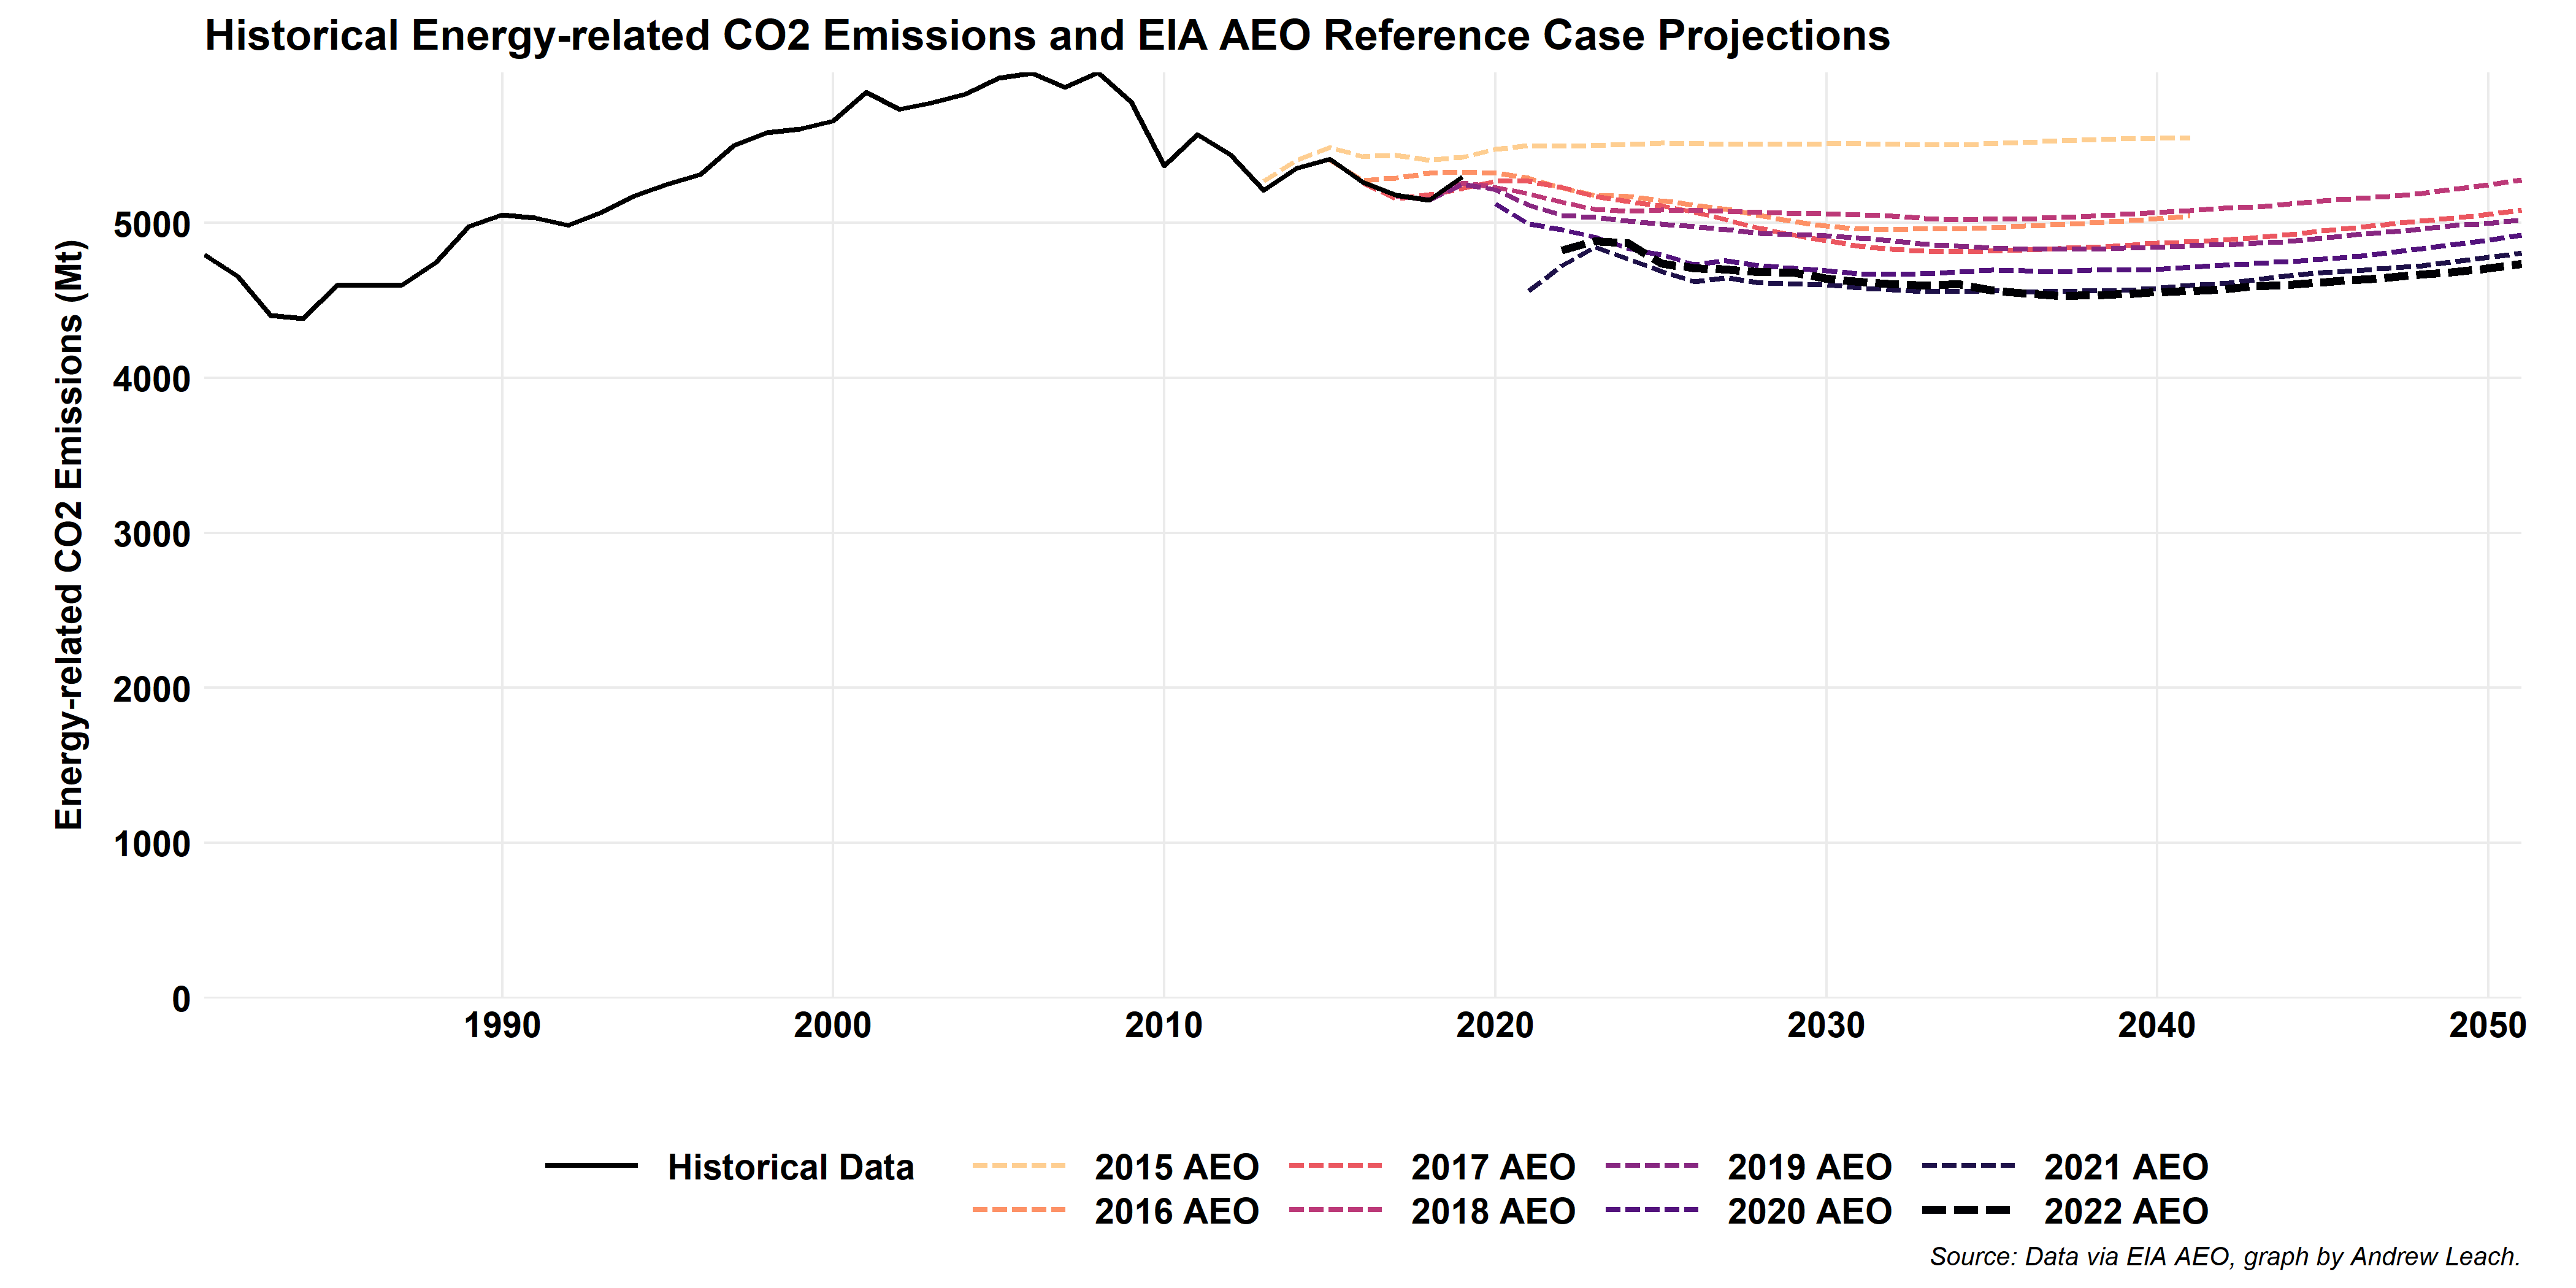 Historical Energy-related CO2 Emissions and EIA AEO Reference Case Projections
Energy-related CO2 Emissions (Mt)
5000
4000
3000
2000
1000
0
1990 2000 2010 2020 2030 2040 2050
Historical Data 2015 AEO 2017 AEO 2019 AEO 2021 AEO
2016 AEO 2018 AEO 2020 AEO 2022 AEO
Source: Data via EIA AEO, graph by Andrew Leach.